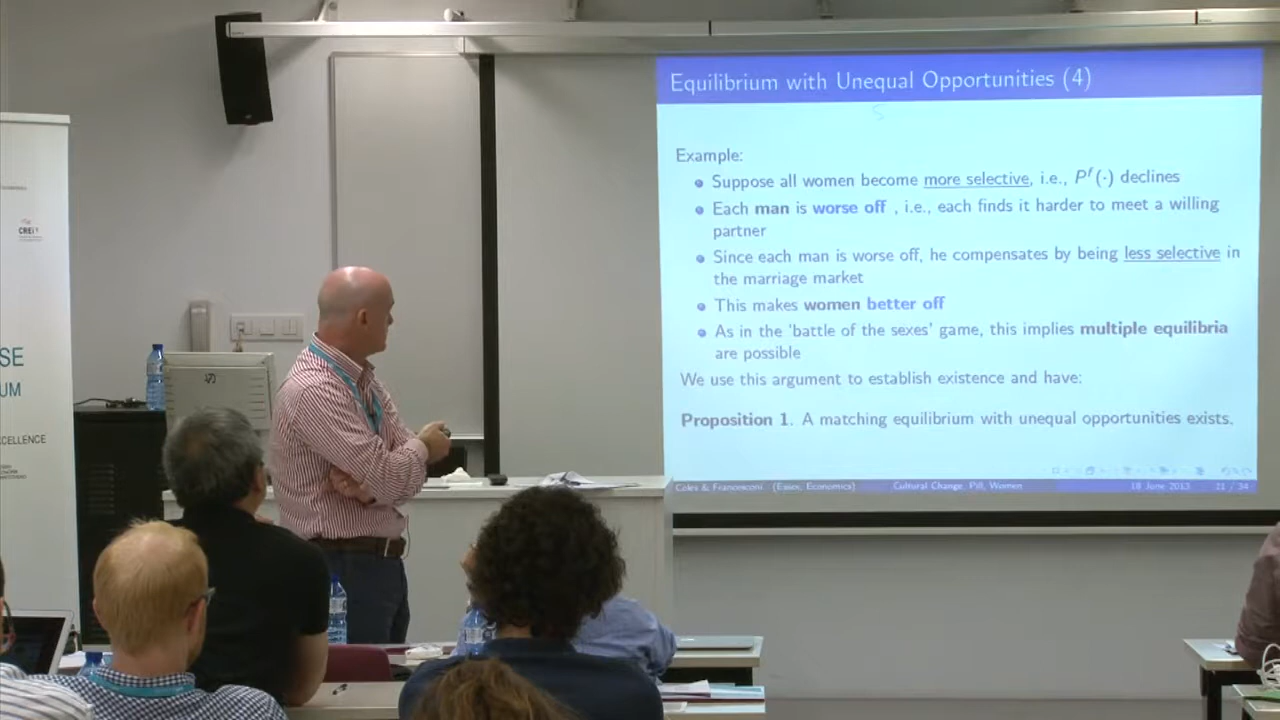 Equilibrium with Unequal Opportunities (4)
Example:
Suppose all women become more selective, i.e., Pᶠ(·) declines
Each man is worse off , i.e., each finds it harder to meet a willing
partner
Since each man is worse off, he compensates by being less selective in
the marriage market
This makes women better off
As in the 'battle of the sexes' game, this implies multiple equilibria
are possible
We use this argument to establish existence and have:
Proposition 1. A matching equilibrium with unequal opportunities exists.
Coles & Francesconi (Essex, Economics) Cultural Change, Pill, Women 18 June 2013 21 / 34
CREi
SE
UM
CELLENCE